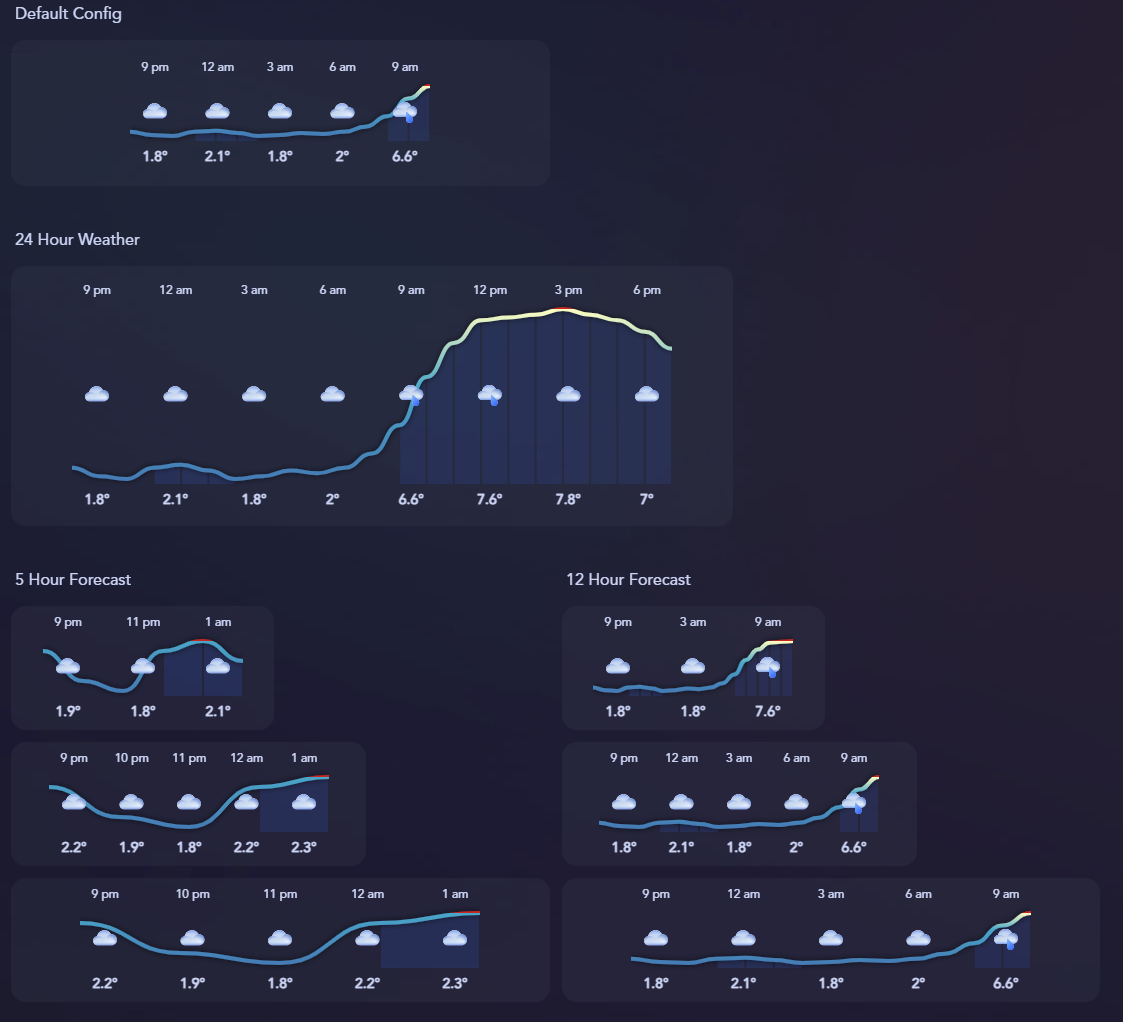 Default Config
9 pm 12 am 3 am 6 am 9 am
1.8° 2.1° 1.8° 2° 6.6°
24 Hour Weather
9 pm 12 am 3 am 6 am 9 am 12 pm 3 pm 6 pm
1.8° 2.1° 1.8° 2° 6.6° 7.6° 7.8° 7°
5 Hour Forecast
9 pm 11 pm 1 am
1.9° 1.8° 2.1°
9 pm 10 pm 11 pm 12 am 1 am
2.2° 1.9° 1.8° 2.2° 2.3°
9 pm 10 pm 11 pm 12 am 1 am
2.2° 1.9° 1.8° 2.2° 2.3°
12 Hour Forecast
9 pm 3 am 9 am
1.8° 1.8° 7.6°
9 pm 12 am 3 am 6 am 9 am
1.8° 2.1° 1.8° 2° 6.6°
9 pm 12 am 3 am 6 am 9 am
1.8° 2.1° 1.8° 2° 6.6°